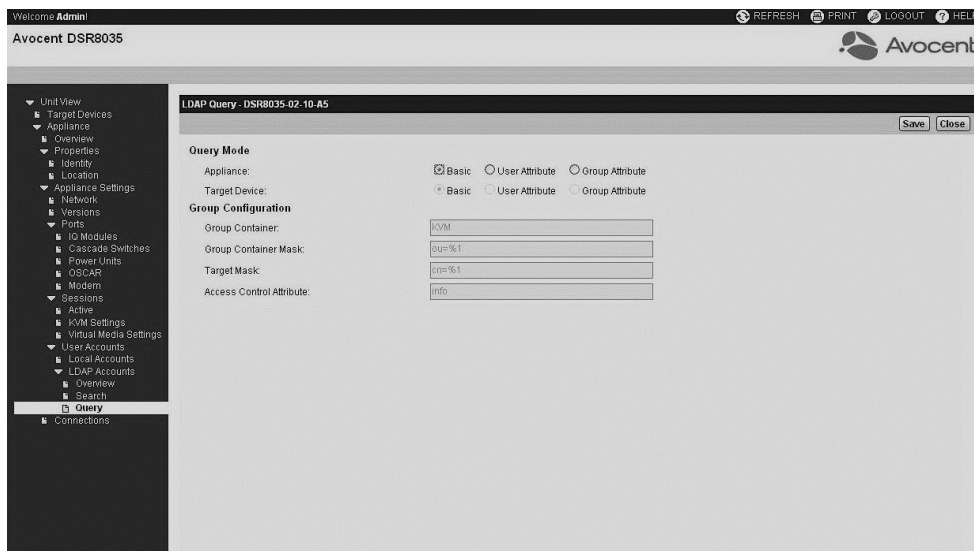 Welcome Admin!
REFRESH PRINT LOGOUT HEL
Avocent DSR8035
Avocent
Unit View
Target Devices
Appliance
Overview
Properties
Identity
Location
Appliance Settings
Network
Versions
Ports
IQ Modules
Cascade Switches
Power Units
OSCAR
Modem
Sessions
Active
KVM Settings
Virtual Media Settings
User Accounts
Local Accounts
LDAP Accounts
Overview
Search
Query
Connections
LDAP Query - DSR8035-02-10-A5
Save Close
Query Mode
Appliance: Basic User Attribute Group Attribute
Target Device: Basic User Attribute Group Attribute
Group Configuration
Group Container: KVM
Group Container Mask: ou=%1
Target Mask: cn=%1
Access Control Attribute: info